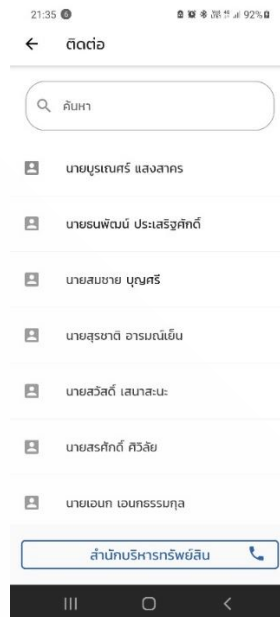 21:35 6 92%
ติดต่อ
ค้นหา
นายบูรเณศร์ แสงสาคร
นายธนพัฒน์ ประเสริฐศักดิ์
นายสมชาย บุญศรี
นายสุรชาติ อารมณ์เย็น
นายสวัสดิ์ เสนาสะนะ
นายสรศักดิ์ ศิวิลัย
นายเอนก เอนกธรรมกุล
สำนักบริหารทรัพย์สิน